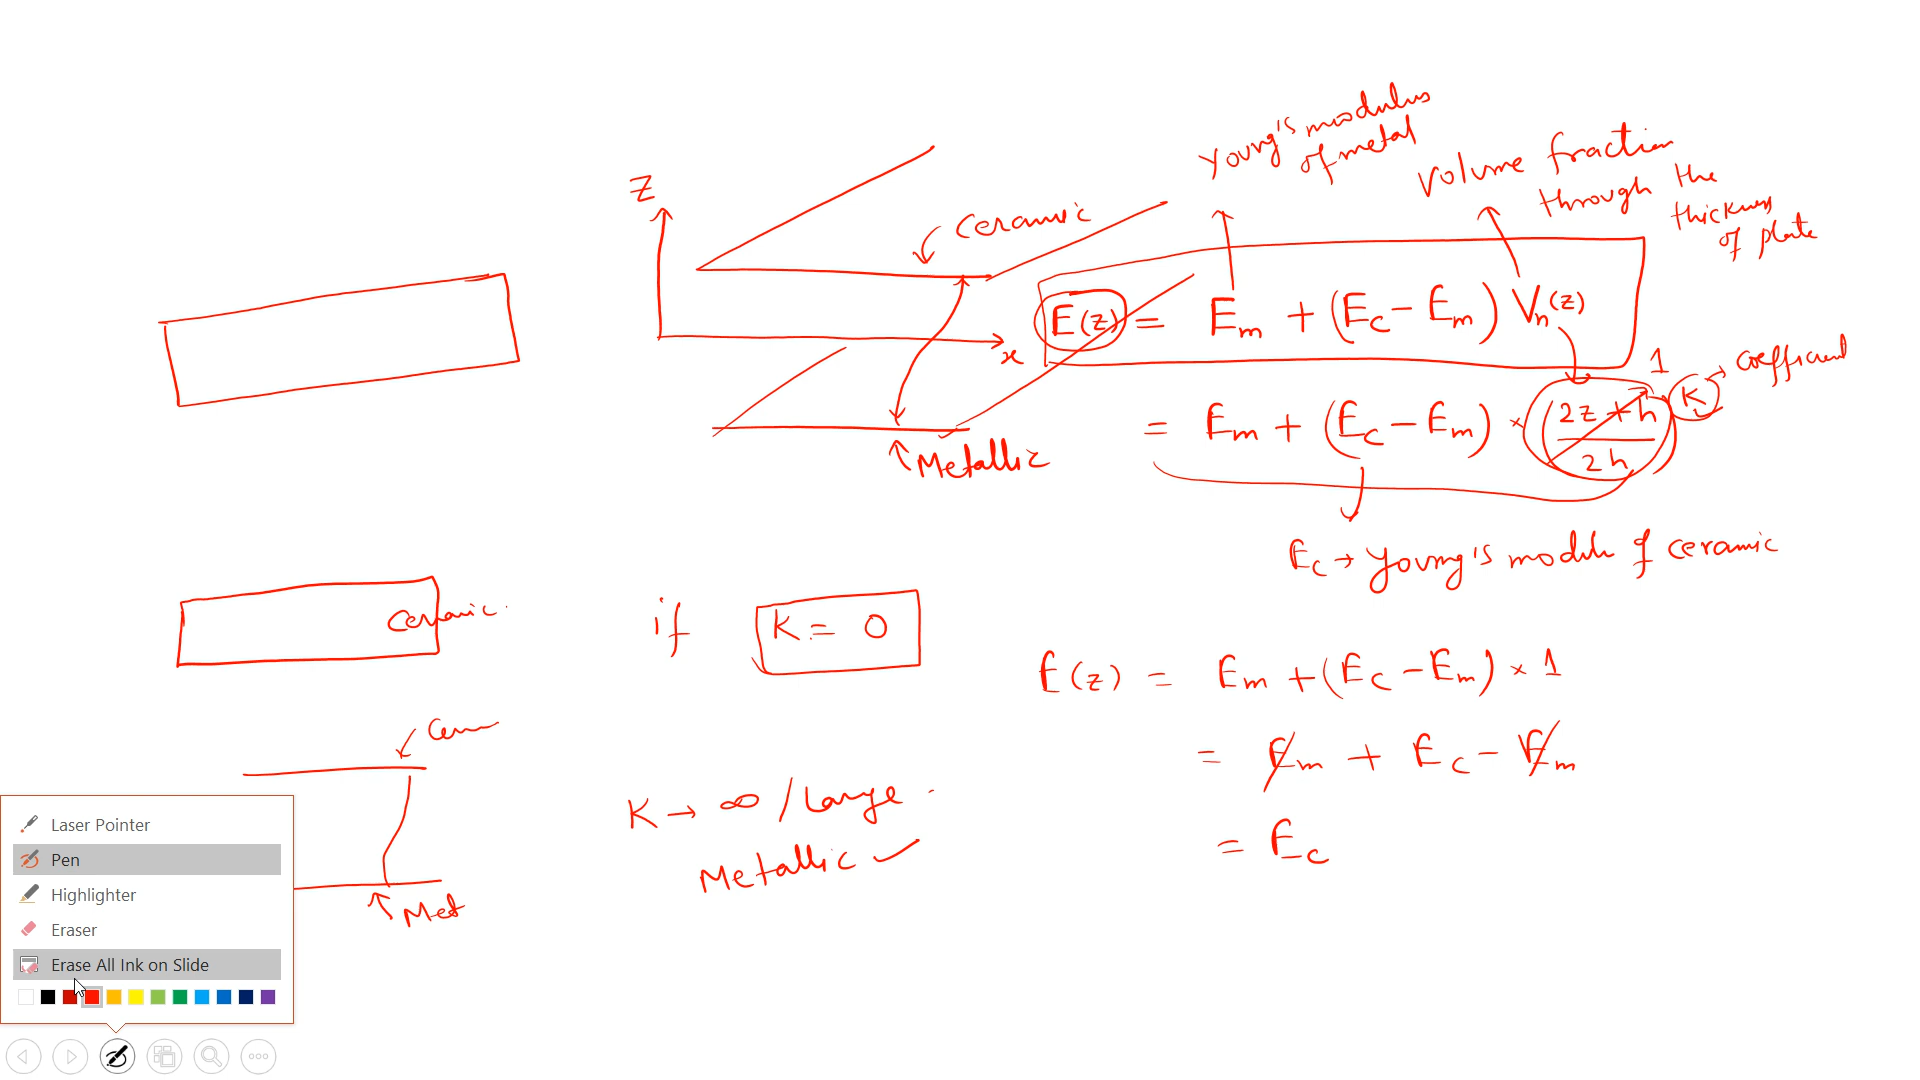 Young's modulus
of metal
Volume fraction
through the
thickness
of plate
Z
Ceramic
x
E(z) = Em + (Ec - Em) Vn(z)
= Em + (Ec - Em) × (2z + h / 2h)^K
1
→ coefficient
Metallic
Ec → Young's module of ceramic
Ceramic.
if K = 0
E(z) = Em + (Ec - Em) × 1
= Em + Ec - Em
= Ec
K → ∞ / Large.
Metallic ✓
Met
Laser Pointer
Pen
Highlighter
Eraser
Erase All Ink on Slide